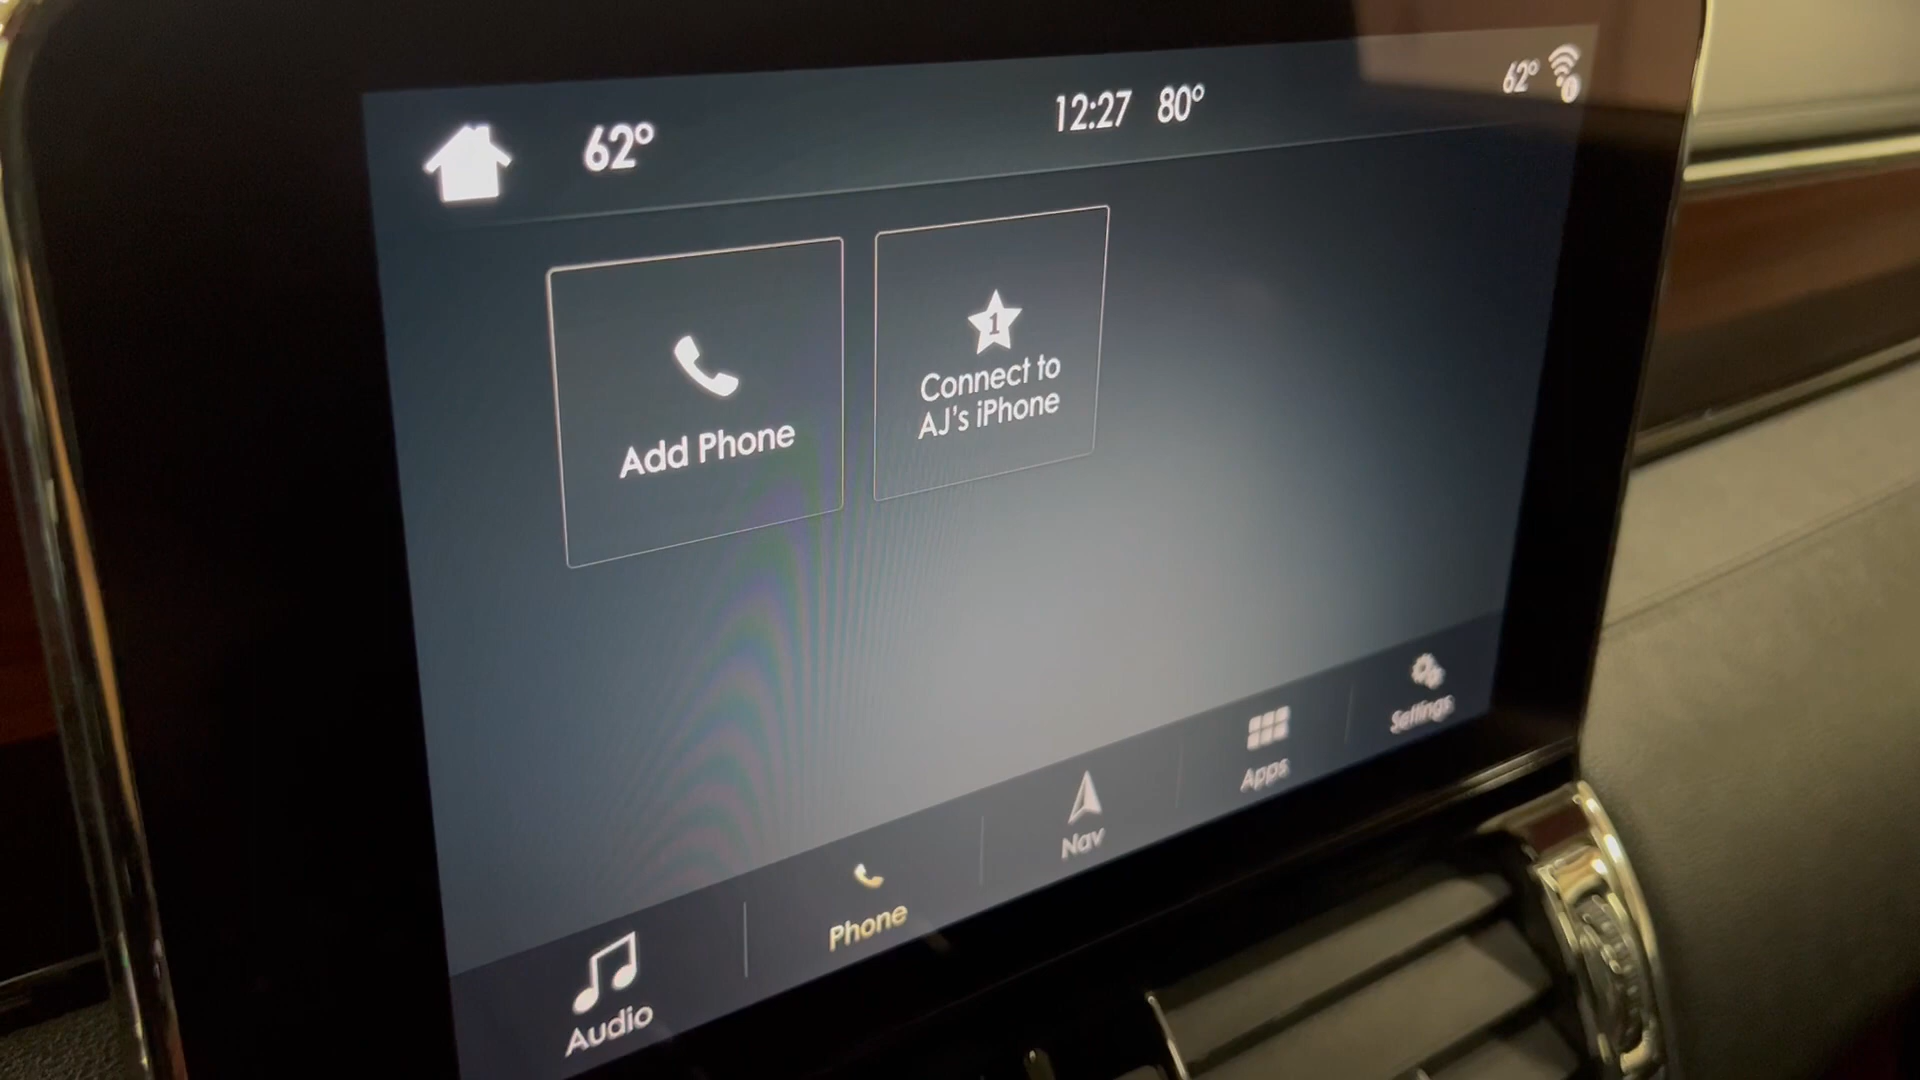 62°
12:27 80°
62°
Add Phone
1
Connect to
AJ's iPhone
Audio
Phone
Nav
Apps
Settings